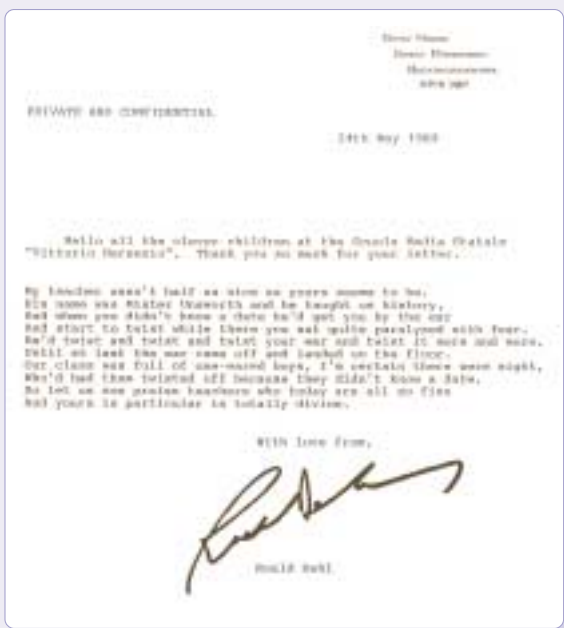 PRIVATE AND CONFIDENTIAL
24th May 1989
Hello all the clever children at the Scuola Media Statale
"Vittorio Bersezio". Thank you so much for your letter.
My teacher wasn't half as nice as yours seems to be.
His name was Mister Unsworth and he taught us history,
And when you didn't know a date he'd get you by the ear
And start to twist while there you sat quite paralysed with fear.
He'd twist and twist and twist your ear and twist it more and more.
Until at last the ear came off and landed on the floor.
Our class was full of one-eared boys, I'm certain there were eight,
Who'd had them twisted off because they didn't know a date.
So let us now praise teachers who today are all so fine
And yours in particular is totally divine.
With love from,
Roald Dahl